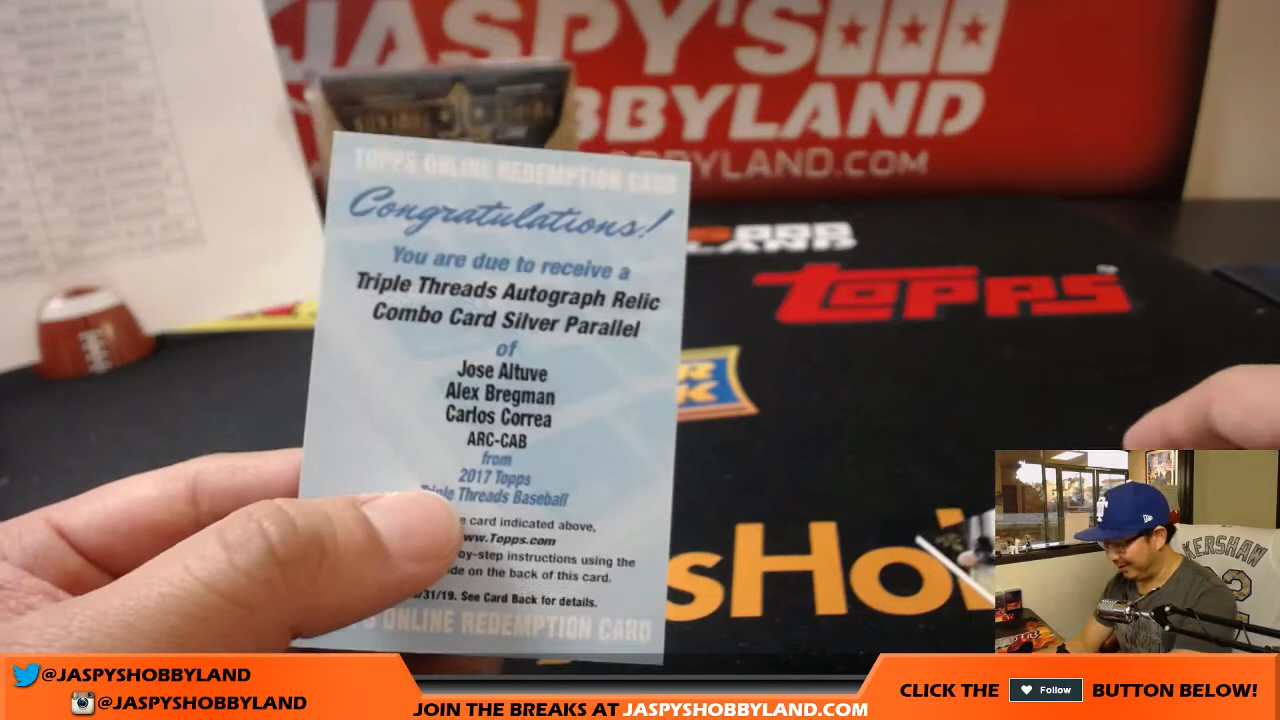 JASPY'S
HOBBYLAND
BBYLAND.COM
LAND
TOPPS
TOPPS ONLINE REDEMPTION CARD
Congratulations!
You are due to receive a
Triple Threads Autograph Relic
Combo Card Silver Parallel
of
Jose Altuve
Alex Bregman
Carlos Correa
ARC-CAB
from
2017 Topps
Triple Threads Baseball
e card indicated above,
www.Topps.com
by-step instructions using the
de on the back of this card.
/31/19. See Card Back for details.
S ONLINE REDEMPTION CARD
sHo
KERSHAW
@JASPYSHOBBYLAND
@JASPYSHOBBYLAND
JOIN THE BREAKS AT JASPYSHOBBYLAND.COM
CLICK THE Follow BUTTON BELOW!